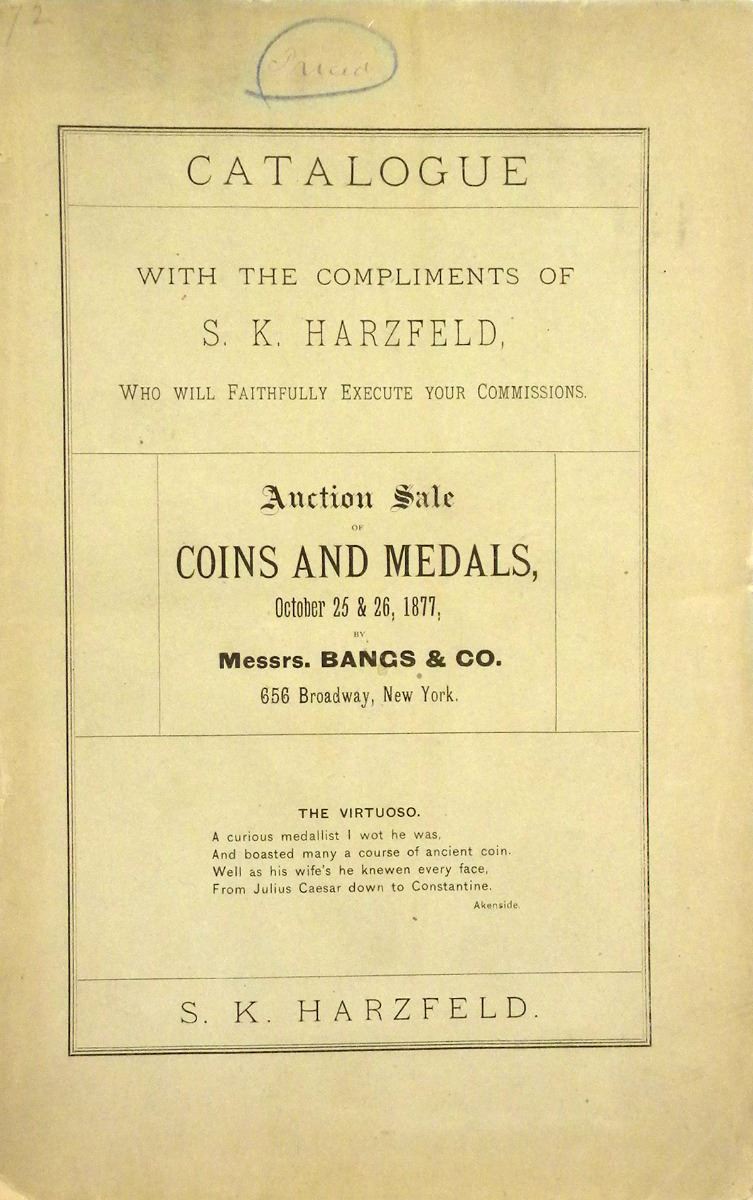 72
Priced
CATALOGUE
WITH THE COMPLIMENTS OF
S. K. HARZFELD,
WHO WILL FAITHFULLY EXECUTE YOUR COMMISSIONS.
Auction Sale
OF
COINS AND MEDALS,
October 25 & 26, 1877,
BY
Messrs. BANGS & CO.
656 Broadway, New York.
THE VIRTUOSO.
A curious medallist I wot he was,
And boasted many a course of ancient coin.
Well as his wife's he knewen every face,
From Julius Caesar down to Constantine.
Akenside.
S. K. HARZFELD.